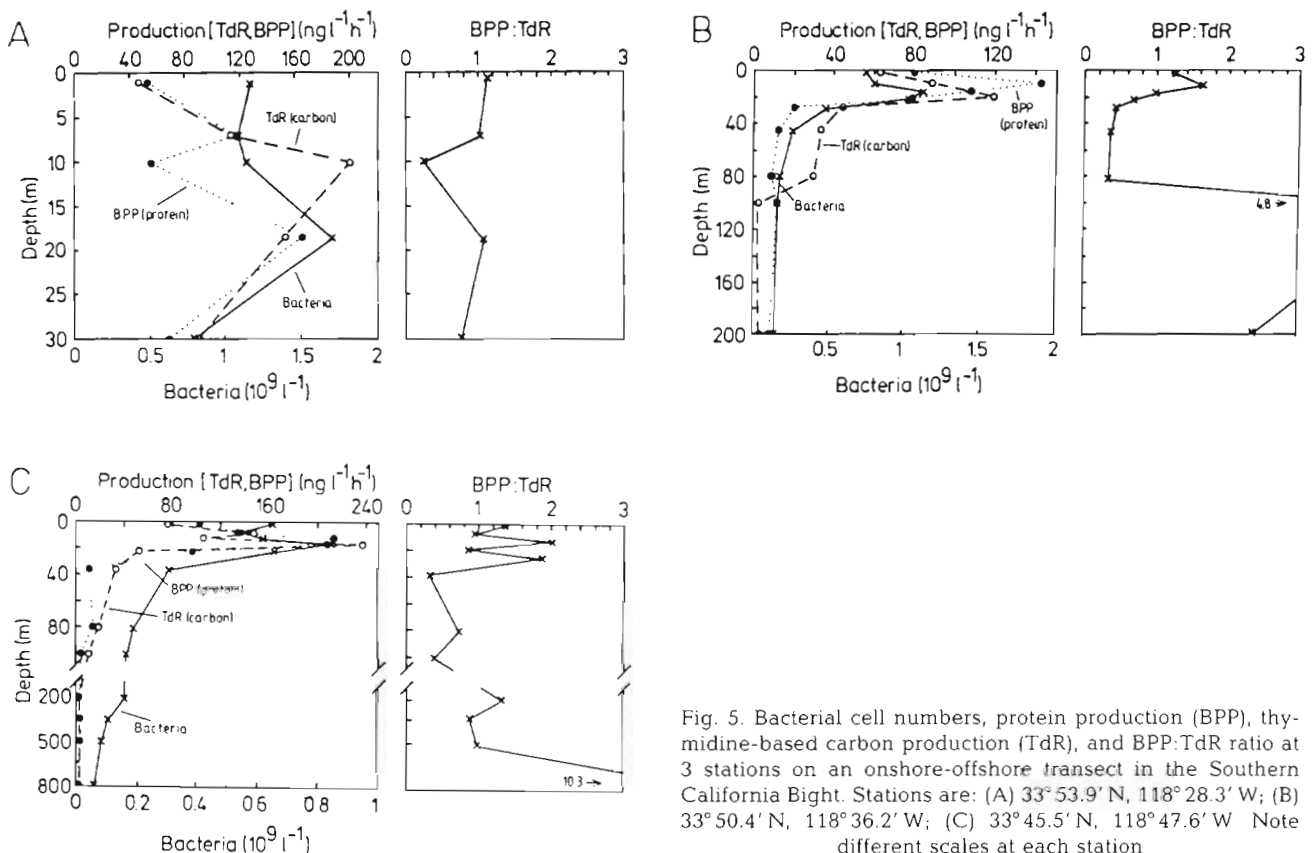 A
Production [TdR,BPP] (ng l⁻¹h⁻¹)
0 40 80 120 160 200
BPP:TdR
0 1 2 3
Depth (m)
0
5
10
15
20
25
30
TdR (carbon)
BPP (protein)
Bacteria
0 0.5 1 1.5 2
Bacteria (10⁹ l⁻¹)
B
Production [TdR,BPP] (ng l⁻¹h⁻¹)
0 40 80 120
BPP:TdR
0 1 2 3
Depth (m)
0
40
80
120
160
200
BPP
(protein)
TdR (carbon)
Bacteria
4.8
0.5 1 1.5 2
Bacteria (10⁹ l⁻¹)
C
Production [TdR,BPP] (ng l⁻¹h⁻¹)
0 80 160 240
BPP:TdR
0 1 2 3
Depth (m)
0
40
80
200
500
800
BPP (protein)
TdR (carbon)
Bacteria
10.3
0 0.2 0.4 0.6 0.8 1
Bacteria (10⁹ l⁻¹)
Fig. 5. Bacterial cell numbers, protein production (BPP), thy-
midine-based carbon production (TdR), and BPP:TdR ratio at
3 stations on an onshore-offshore transect in the Southern
California Bight. Stations are: (A) 33°53.9′ N, 118°28.3′ W; (B)
33°50.4′ N, 118°36.2′ W; (C) 33°45.5′ N, 118°47.6′ W Note
different scales at each station